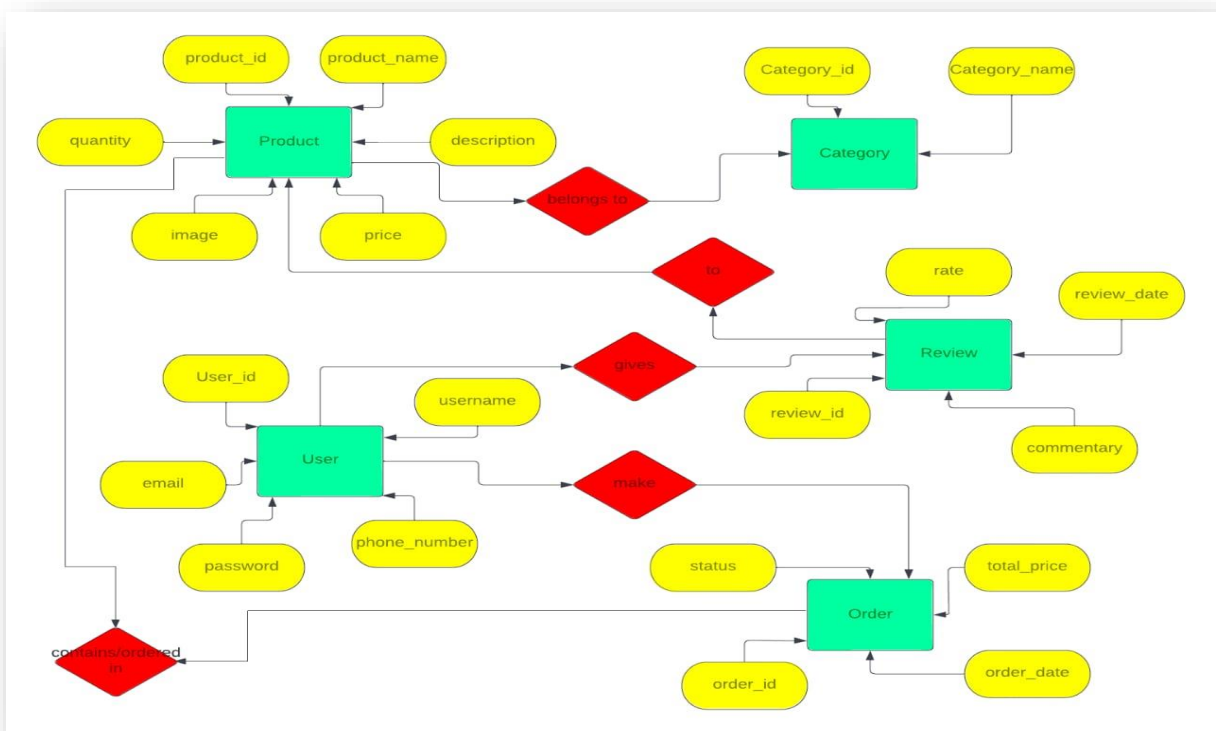 product_id
product_name
Category_id
Category_name
quantity
Product
description
Category
belongs to
image
price
to
rate
review_date
Review
gives
User_id
username
review_id
commentary
User
email
make
phone_number
password
status
total_price
Order
contains/ordered
in
order_id
order_date